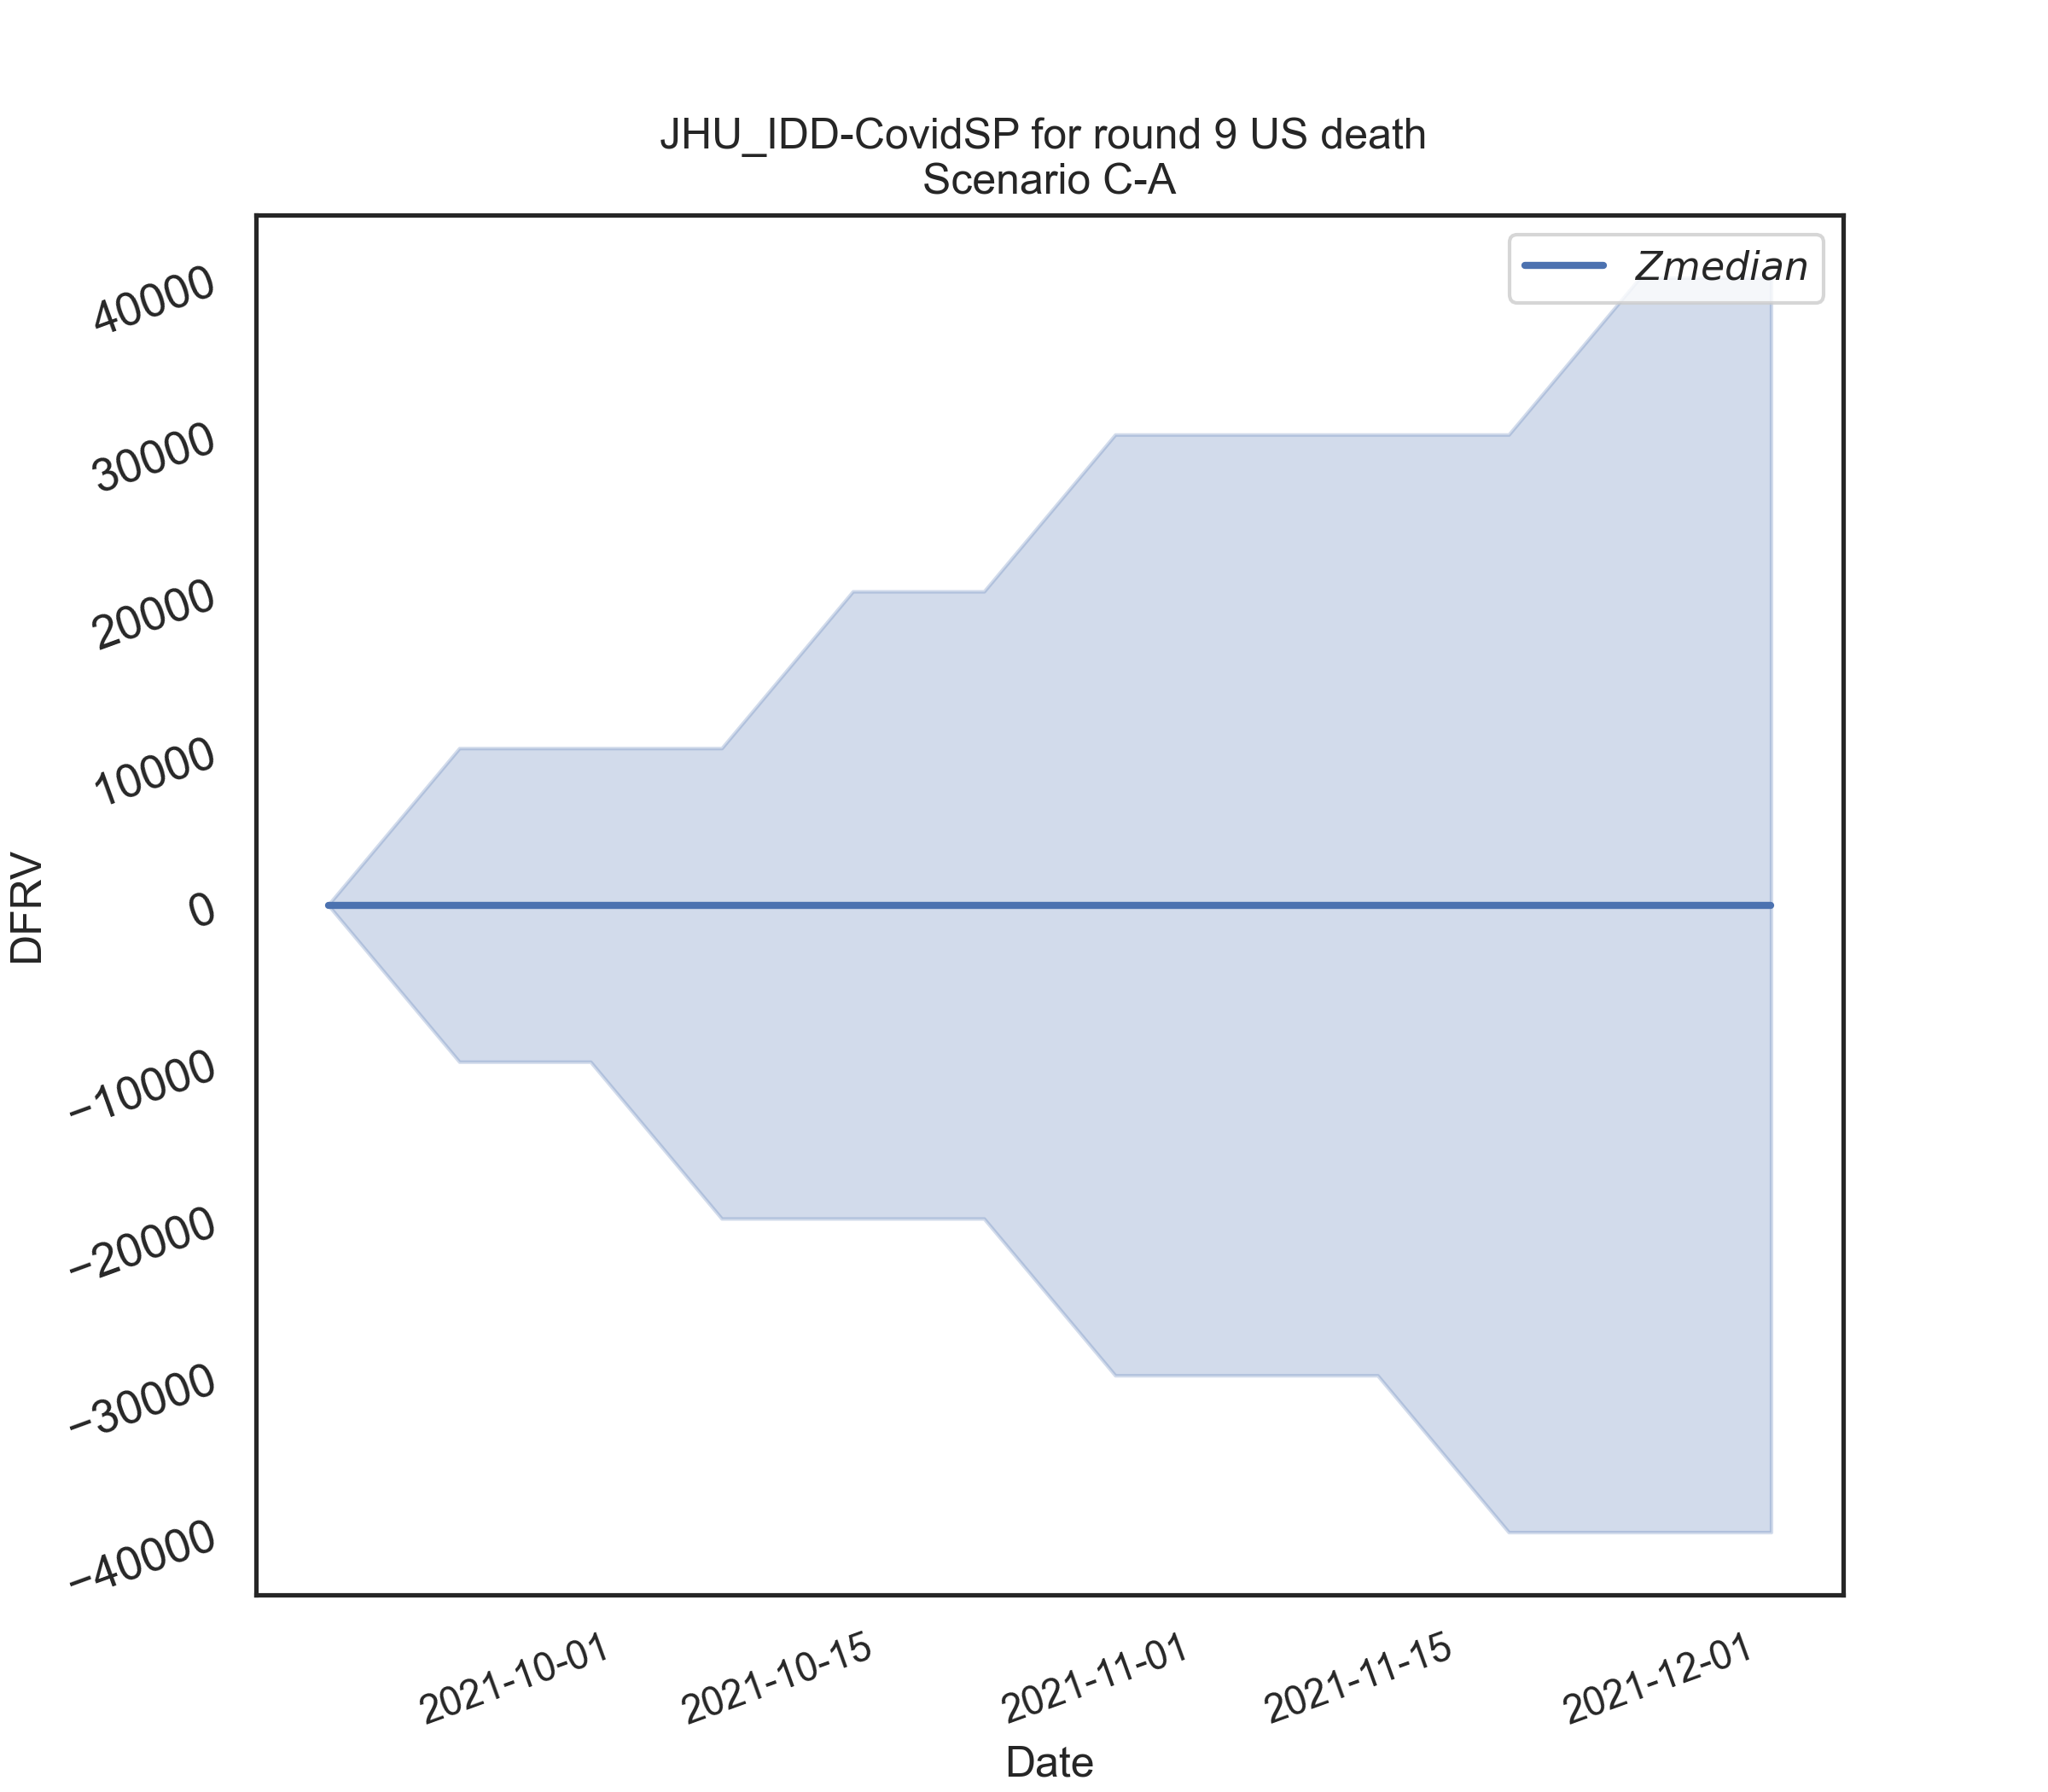 JHU_IDD-CovidSP for round 9 US death
Scenario C-A
Zmedian
40000
30000
20000
10000
0
−10000
−20000
−30000
−40000
DFRV
2021-10-01
2021-10-15
2021-11-01
2021-11-15
2021-12-01
Date